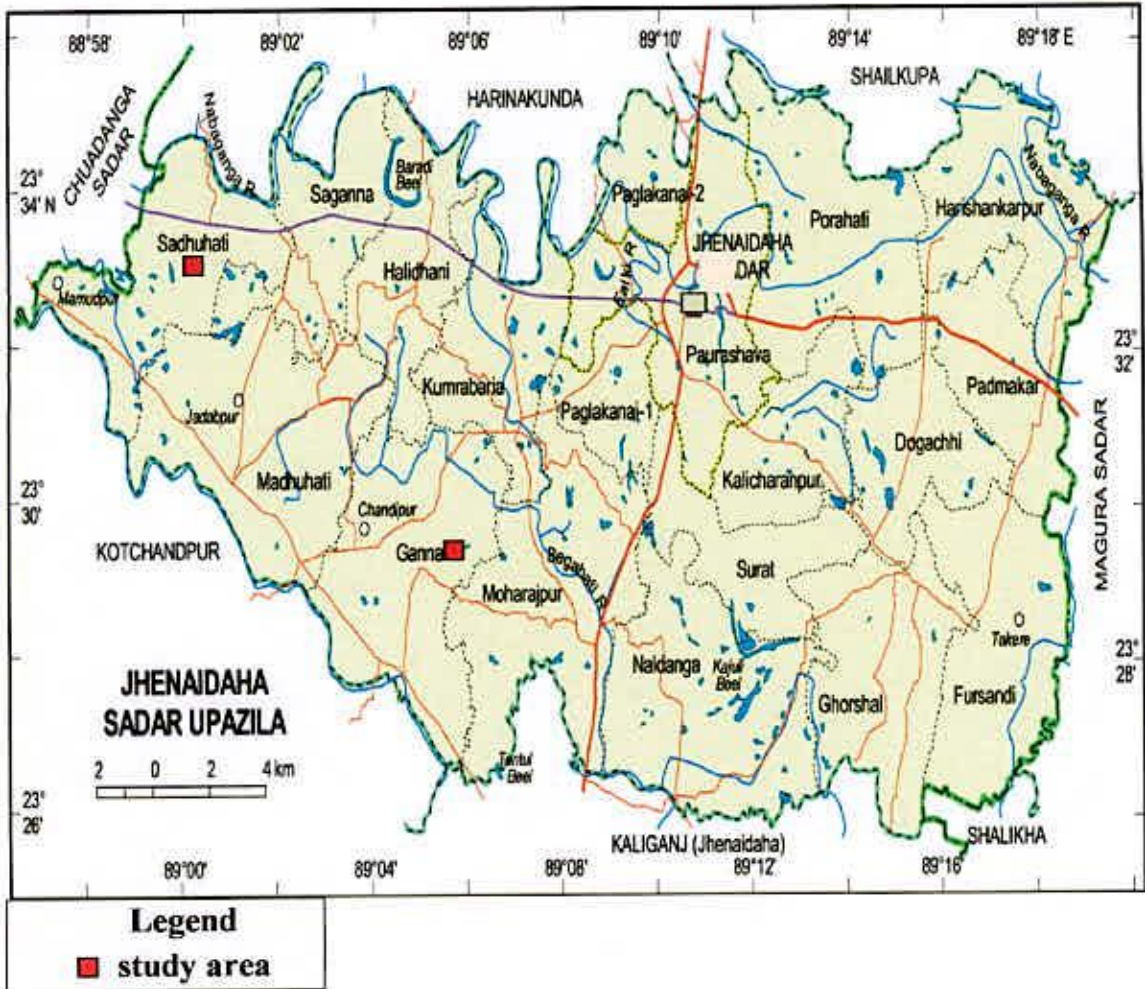 88°58'
89°02'
89°06'
89°10'
89°14'
89°18' E
SHAILKUPA
HARINAKUNDA
CHUADANGA
SADAR
Nabaganga R.
Baradi
Beel
23°
34' N
Saganna
Paglakanai-2
Porahati
Harishankarpur
Nabaganga R.
Sadhuhati
Halidhani
JHENAIDAHA
DAR
Mamudpur
Paurashava
23°
32'
Kumrabaria
Padmakar
Jadabpur
Paglakanai-1
Dogachhi
Madhuhati
Kalicharanpur
23°
30'
Chandipur
MAGURA SADAR
KOTCHANDPUR
Ganna
Begabati R.
Surat
Moharajpur
Naldanga
Kajuli
Beel
Takere
23°
28'
JHENAIDAHA
SADAR UPAZILA
Ghorshal
Fursandi
2 0 2 4 km
Tentul
Beel
23°
26'
KALIGANJ (Jhenaidaha)
SHALIKHA
89°00'
89°04'
89°08'
89°12'
89°16'
Legend
study area